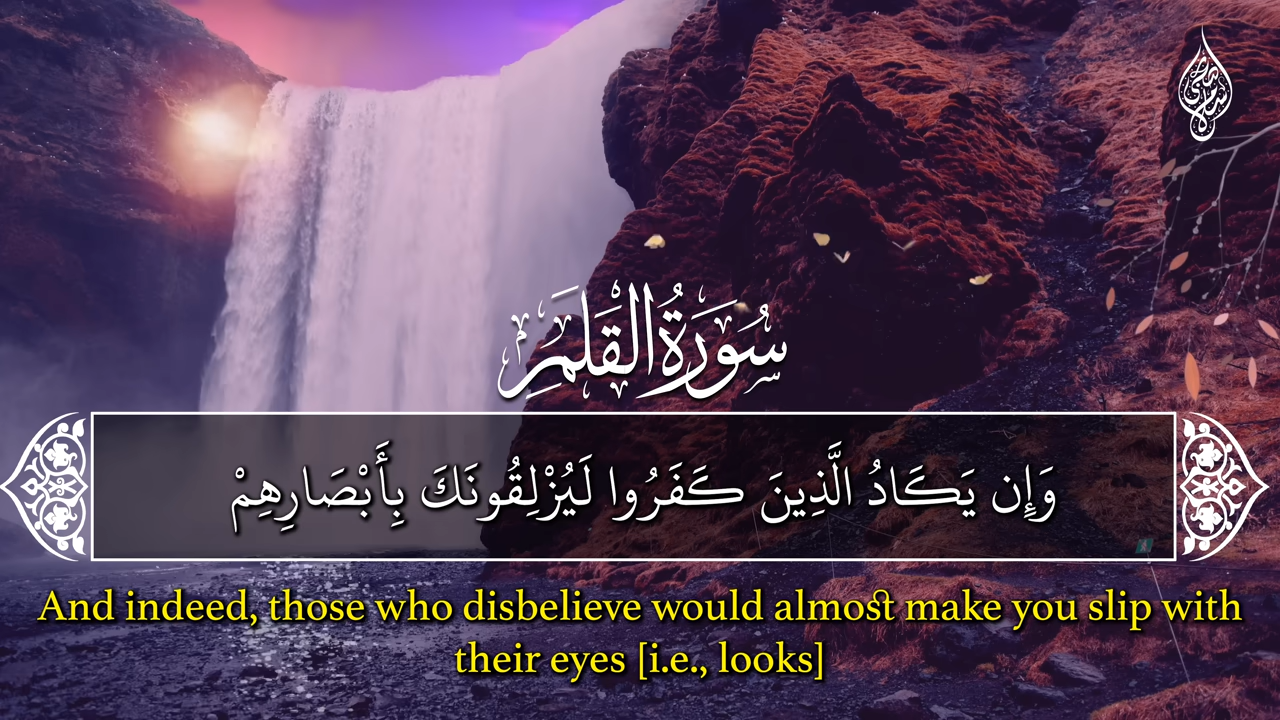 سُورَةُ الْقَلَمِ
وَإِن يَكَادُ الَّذِينَ كَفَرُوا لَيُزْلِقُونَكَ بِأَبْصَارِهِمْ
And indeed, those who disbelieve would almost make you slip with
their eyes [i.e., looks]